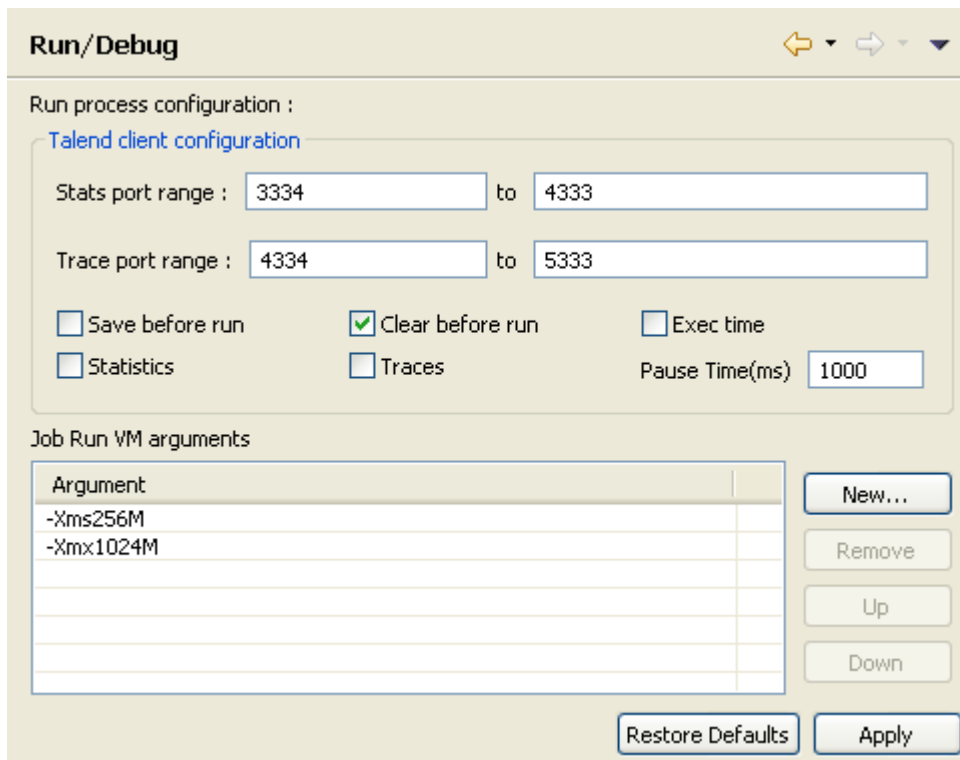 Run/Debug
Run process configuration :
Talend client configuration
Stats port range : 3334 to 4333
Trace port range : 4334 to 5333
Save before run Clear before run Exec time
Statistics Traces Pause Time(ms) 1000
Job Run VM arguments
Argument
-Xms256M
-Xmx1024M
New...
Remove
Up
Down
Restore Defaults Apply